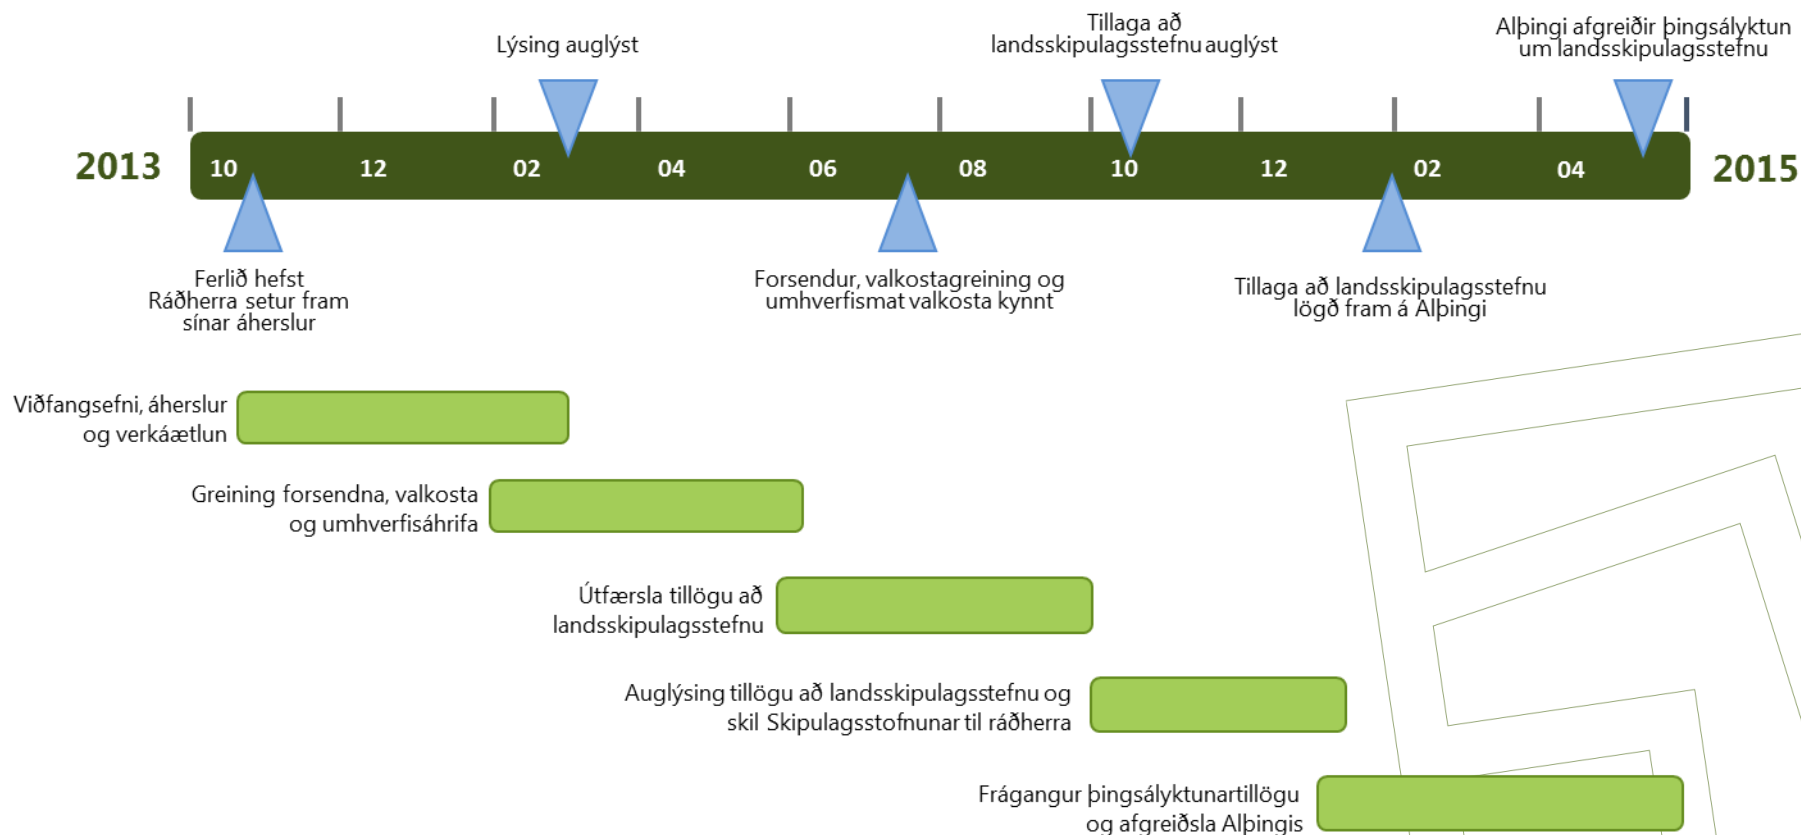 Lýsing auglýst
Tillaga að
landsskipulagsstefnu auglýst
Alþingi afgreiðir þingsályktun
um landsskipulagsstefnu
2013
10 12 02 04 06 08 10 12 02 04
2015
Ferlið hefst
Ráðherra setur fram
sínar áherslur
Forsendur, valkostagreining og
umhverfismat valkosta kynnt
Tillaga að landsskipulagsstefnu
lögð fram á Alþingi
Viðfangsefni, áherslur
og verkáætlun
Greining forsendna, valkosta
og umhverfisáhrifa
Útfærsla tillögu að
landsskipulagsstefnu
Auglýsing tillögu að landsskipulagsstefnu og
skil Skipulagsstofnunar til ráðherra
Frágangur þingsályktunartillögu
og afgreiðsla Alþingis